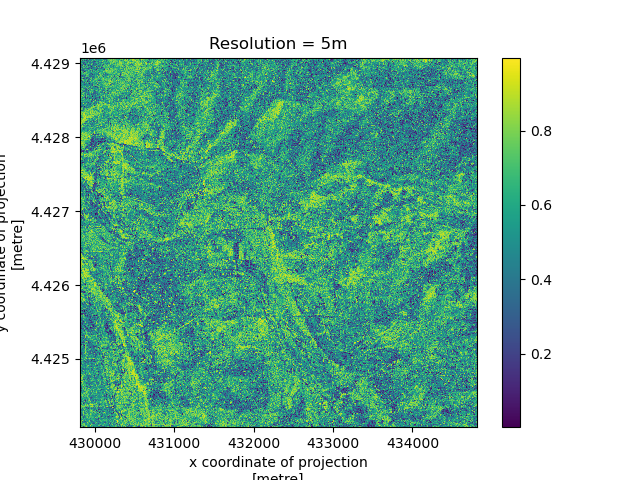 Resolution = 5m
1e6
4.429
4.428
4.427
4.426
4.425
y coordinate of projection
[metre]
430000 431000 432000 433000 434000
x coordinate of projection
[metre]
0.8
0.6
0.4
0.2